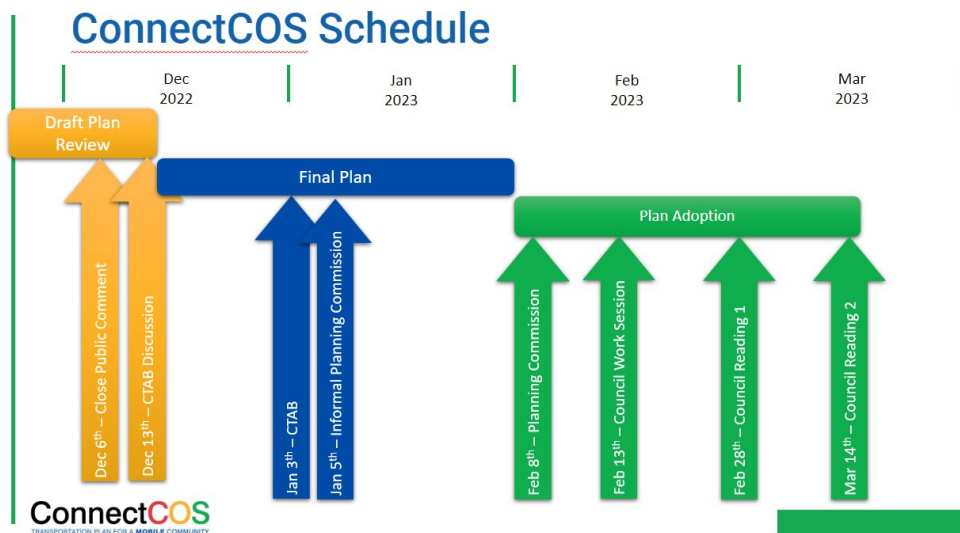 ConnectCOS Schedule
Dec
2022
Jan
2023
Feb
2023
Mar
2023
Draft Plan
Review
Final Plan
Plan Adoption
Dec 6th – Close Public Comment
Dec 13th – CTAB Discussion
Jan 3th – CTAB
Jan 5th – Informal Planning Commission
Feb 8th – Planning Commission
Feb 13th – Council Work Session
Feb 28th – Council Reading 1
Mar 14th – Council Reading 2
ConnectCOS
TRANSPORTATION PLAN FOR A MOBILE COMMUNITY